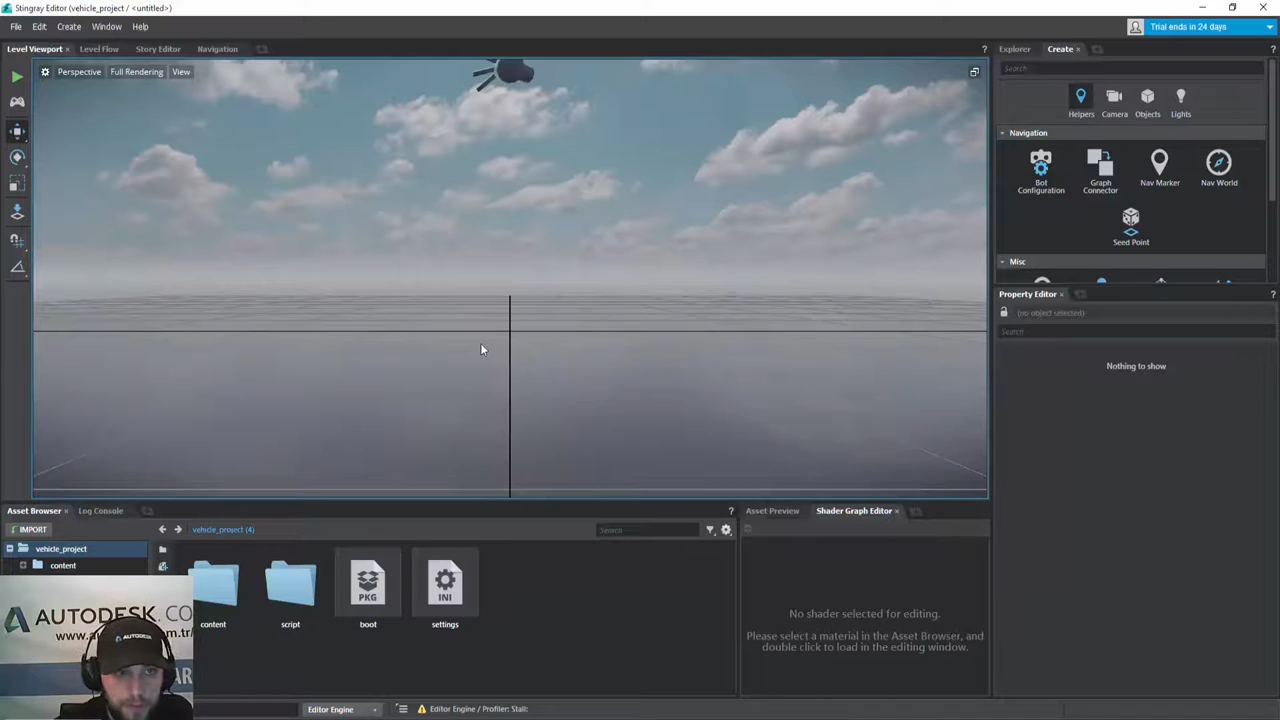 Stingray Editor (vehicle_project / <untitled>)
File Edit Create Window Help
Trial ends in 24 days
Level Viewport Level Flow Story Editor Navigation
Explorer Create
Perspective Full Rendering View
Search
Helpers Camera Objects Lights
Navigation
Bot Configuration
Graph Connector
Nav Marker
Nav World
Seed Point
Misc
Property Editor
(no object selected)
Search
Nothing to show
Asset Browser Log Console
Asset Preview Shader Graph Editor
IMPORT
vehicle_project (4)
Search
vehicle_project
content
PKG
INI
content script boot settings
No shader selected for editing.
Please select a material in the Asset Browser, and
double click to load in the editing window.
AUTODESK.CO
Editor Engine
Editor Engine / Profiler: Stall: